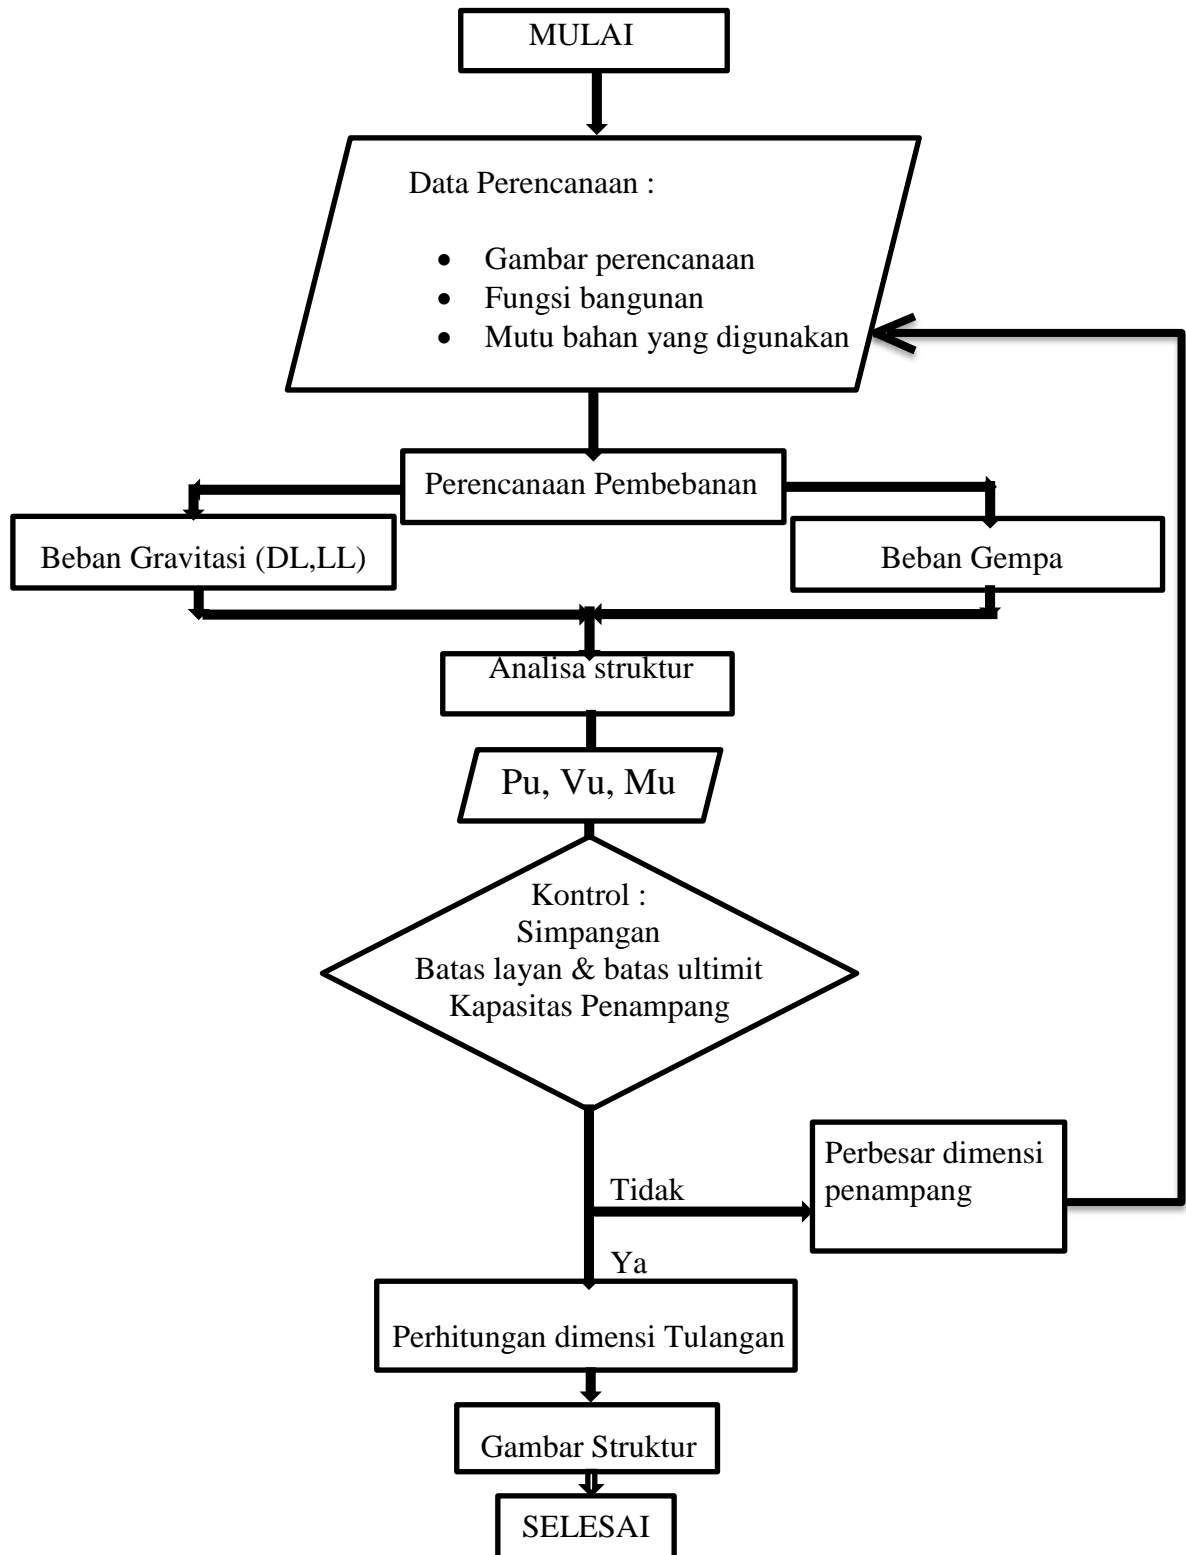 MULAI
Data Perencanaan :
• Gambar perencanaan
• Fungsi bangunan
• Mutu bahan yang digunakan
Perencanaan Pembebanan
Beban Gravitasi (DL,LL)
Beban Gempa
Analisa struktur
Pu, Vu, Mu
Kontrol :
Simpangan
Batas layan & batas ultimit
Kapasitas Penampang
Tidak
Perbesar dimensi
penampang
Ya
Perhitungan dimensi Tulangan
Gambar Struktur
SELESAI